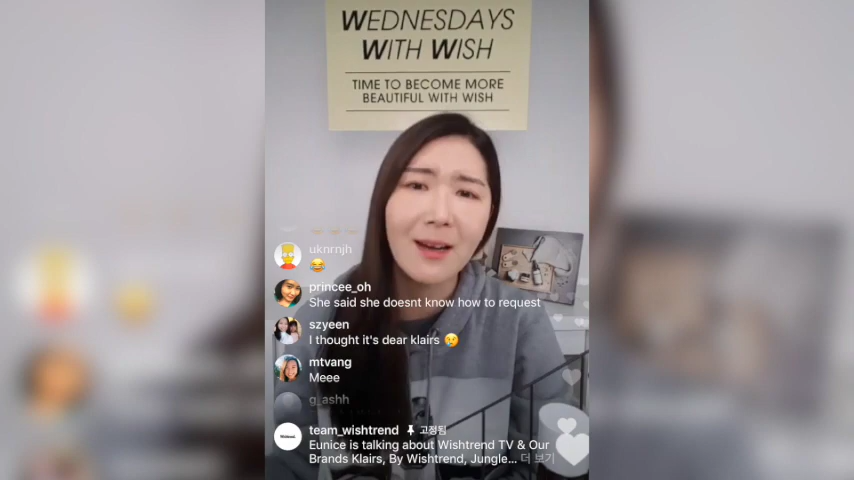 WEDNESDAYS
WITH WISH
TIME TO BECOME MORE
BEAUTIFUL WITH WISH
uknrnjh
😂
princee_oh
She said she doesnt know how to request
szyeen
I thought it's dear klairs 😢
mtvang
Meee
g_ashh
team_wishtrend 고정됨
Eunice is talking about Wishtrend TV & Our
Brands Klairs, By Wishtrend, Jungle... 더 보기
Wishtrend.